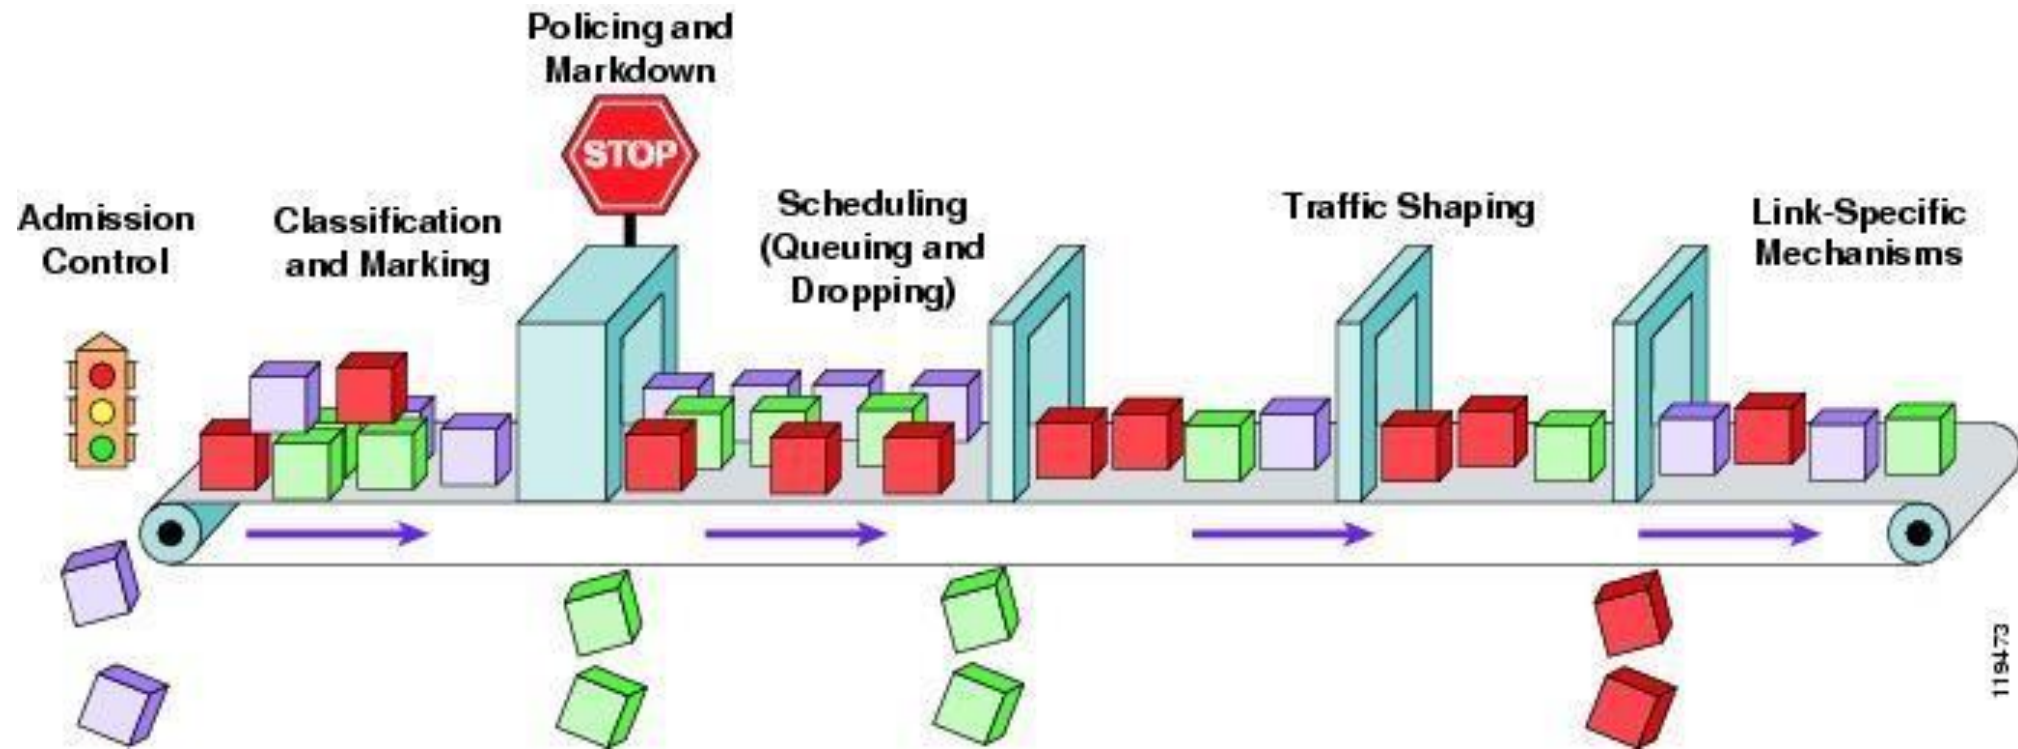 Policing and
Markdown
STOP
Admission
Control
Classification
and Marking
Scheduling
(Queuing and
Dropping)
Traffic Shaping
Link-Specific
Mechanisms
119473